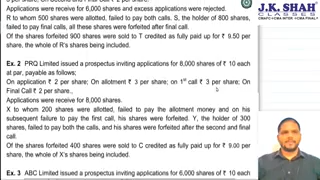 Applications were receive for 6,000 shares and excess applications were rejected.
R to whom 500 shares were allotted, failed to pay both calls. S, the holder of 800 shares,
failed to pay final calls, all these shares were forfeited after final call.
Of the shares forfeited 900 shares were sold to T credited as fully paid up for ₹ 9.50 per
share, the whole of R's shares being included.
J.K. SHAH
CLASSES
Ex. 2 PRQ Limited issued a prospectus inviting applications for 6,000 shares of ₹ 10 each
at par, payable as follows:
On application ₹ 2 per share; On allotment ₹ 3 per share; on 1st call ₹ 3 per share; On
Final Call ₹ 2 per share.,
Applications were received for 8,000 shares.
X to whom 200 shares were allotted, failed to pay the allotment money and on his
subsequent failure to pay the first call, his shares were forfeited. Y, the holder of 300
shares, failed to pay both the calls, and his shares were forfeited after the second and final
call.
Of the shares forfeited 400 shares were sold to C credited as fully paid up for ₹ 9.00 per
share, the whole of X's shares being included.
Ex. 3 ABC Limited issued a prospectus inviting applications for 6,000 shares of ₹ 10 each